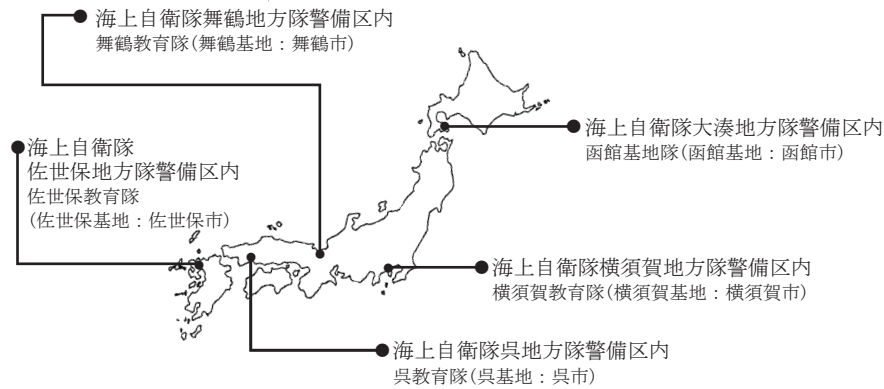 海上自衛隊舞鶴地方隊警備区内
舞鶴教育隊(舞鶴基地：舞鶴市)
海上自衛隊大湊地方隊警備区内
函館基地隊(函館基地：函館市)
海上自衛隊
佐世保地方隊警備区内
佐世保教育隊
(佐世保基地：佐世保市)
海上自衛隊横須賀地方隊警備区内
横須賀教育隊(横須賀基地：横須賀市)
海上自衛隊呉地方隊警備区内
呉教育隊(呉基地：呉市)